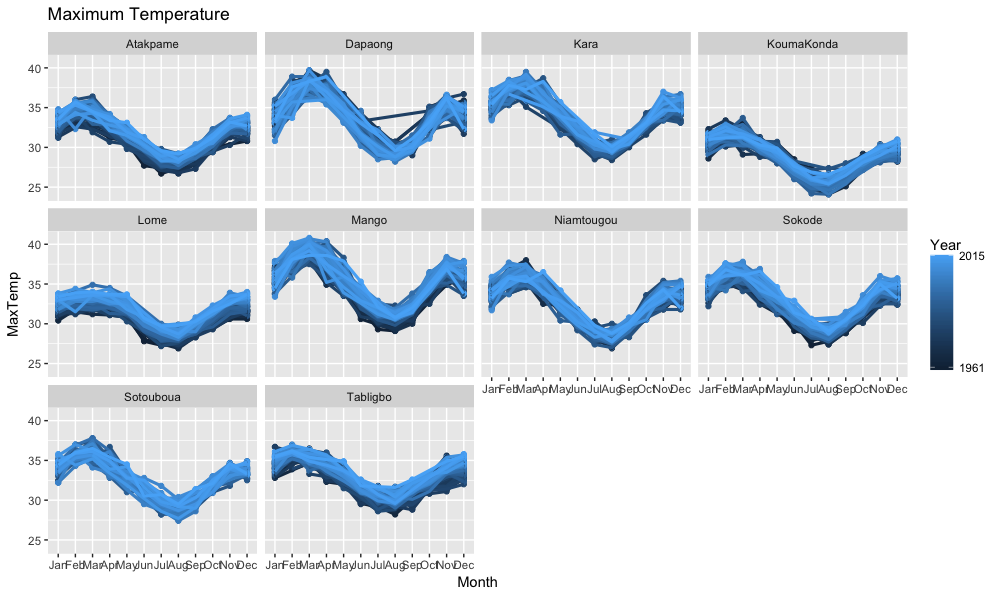 Maximum Temperature
Atakpame Dapaong Kara KoumaKonda
40
35
30
25
Lome Mango Niamtougou Sokode
40
35
30
25
JanFebMarAprMayJunJulAugSepOctNovDec JanFebMarAprMayJunJulAugSepOctNovDec
Sotouboua Tabligbo
40
35
30
25
JanFebMarAprMayJunJulAugSepOctNovDec JanFebMarAprMayJunJulAugSepOctNovDec
Month
MaxTemp
Year
2015
1961